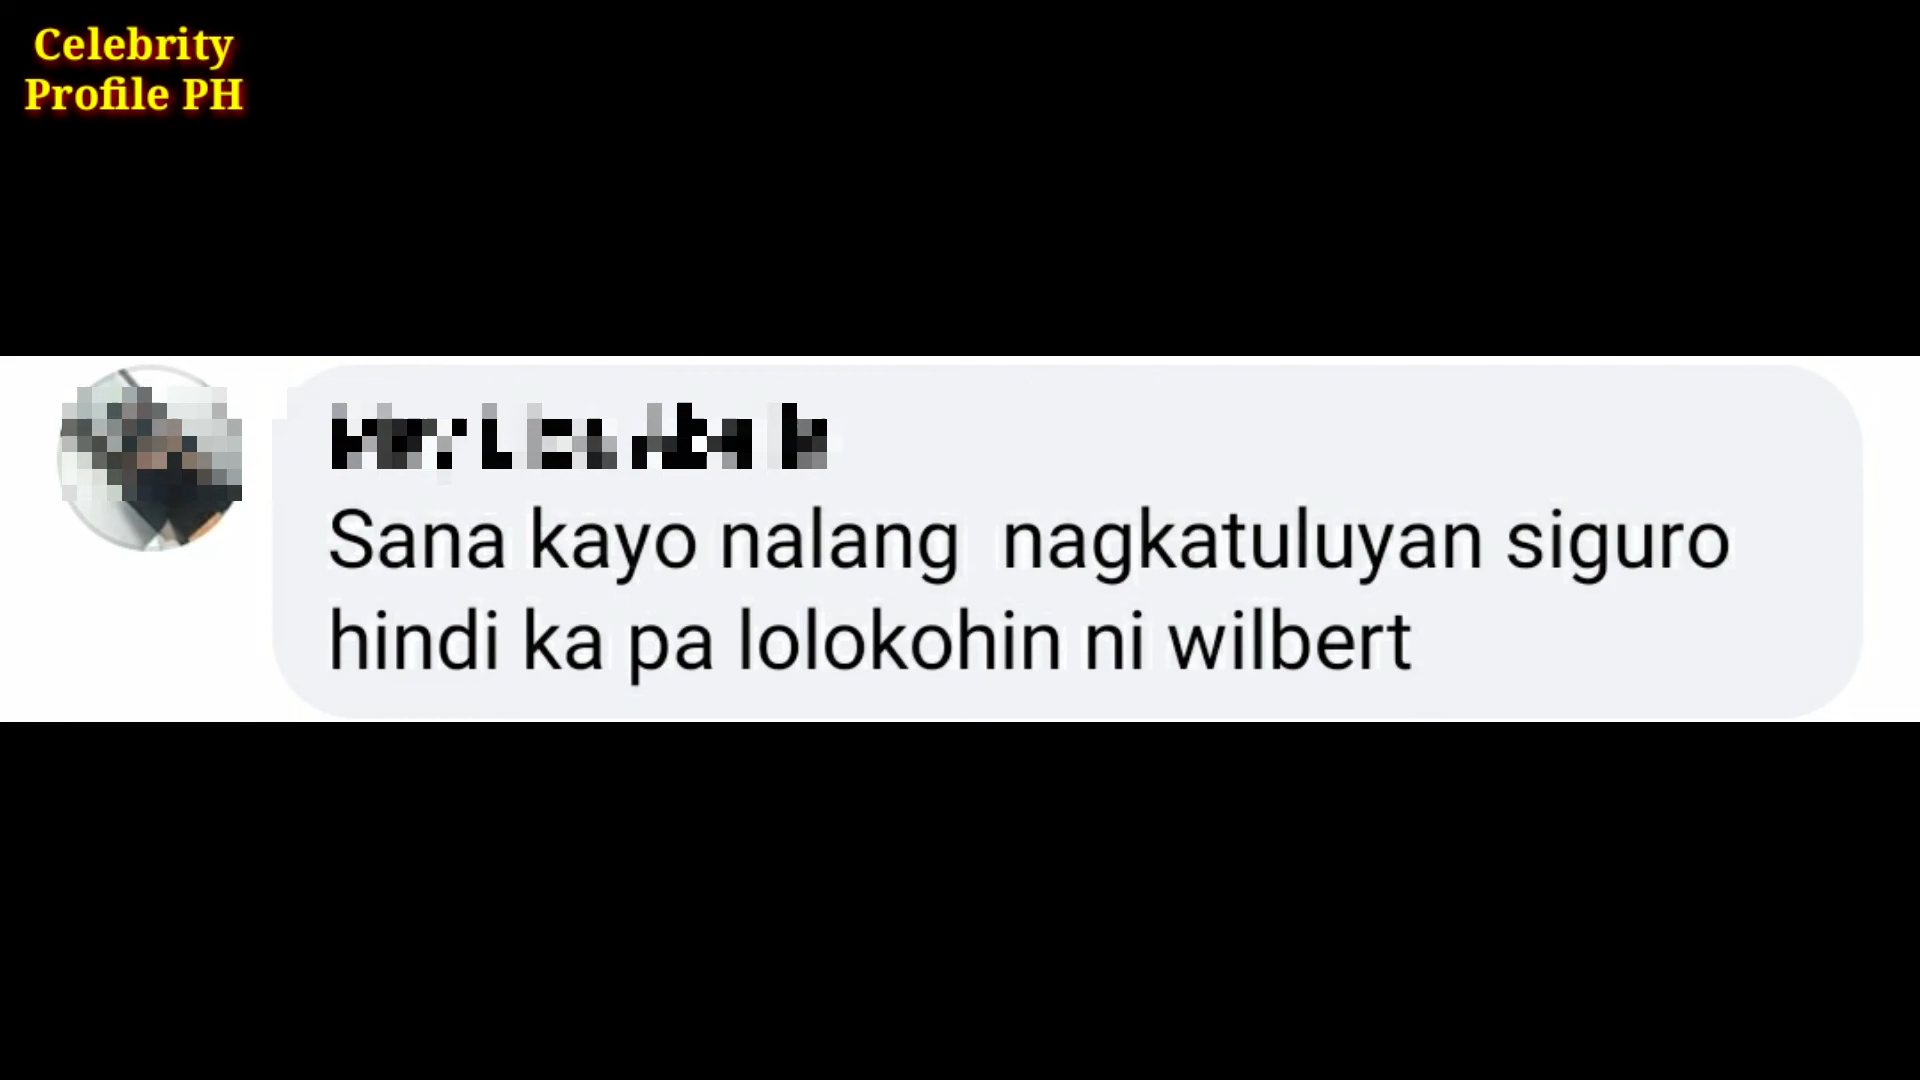 Celebrity
Profile PH
Sana kayo nalang  nagkatuluyan siguro
hindi ka pa lolokohin ni wilbert